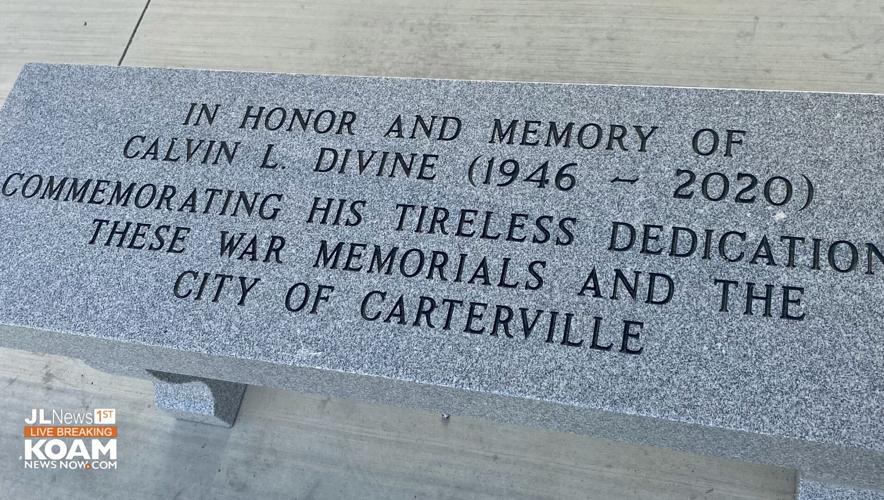 IN HONOR AND MEMORY OF
CALVIN L. DIVINE (1946 - 2020)
COMMEMORATING HIS TIRELESS DEDICATION
THESE WAR MEMORIALS AND THE
CITY OF CARTERVILLE
JLNews 1ST
LIVE BREAKING
KOAM
NEWS NOW.COM